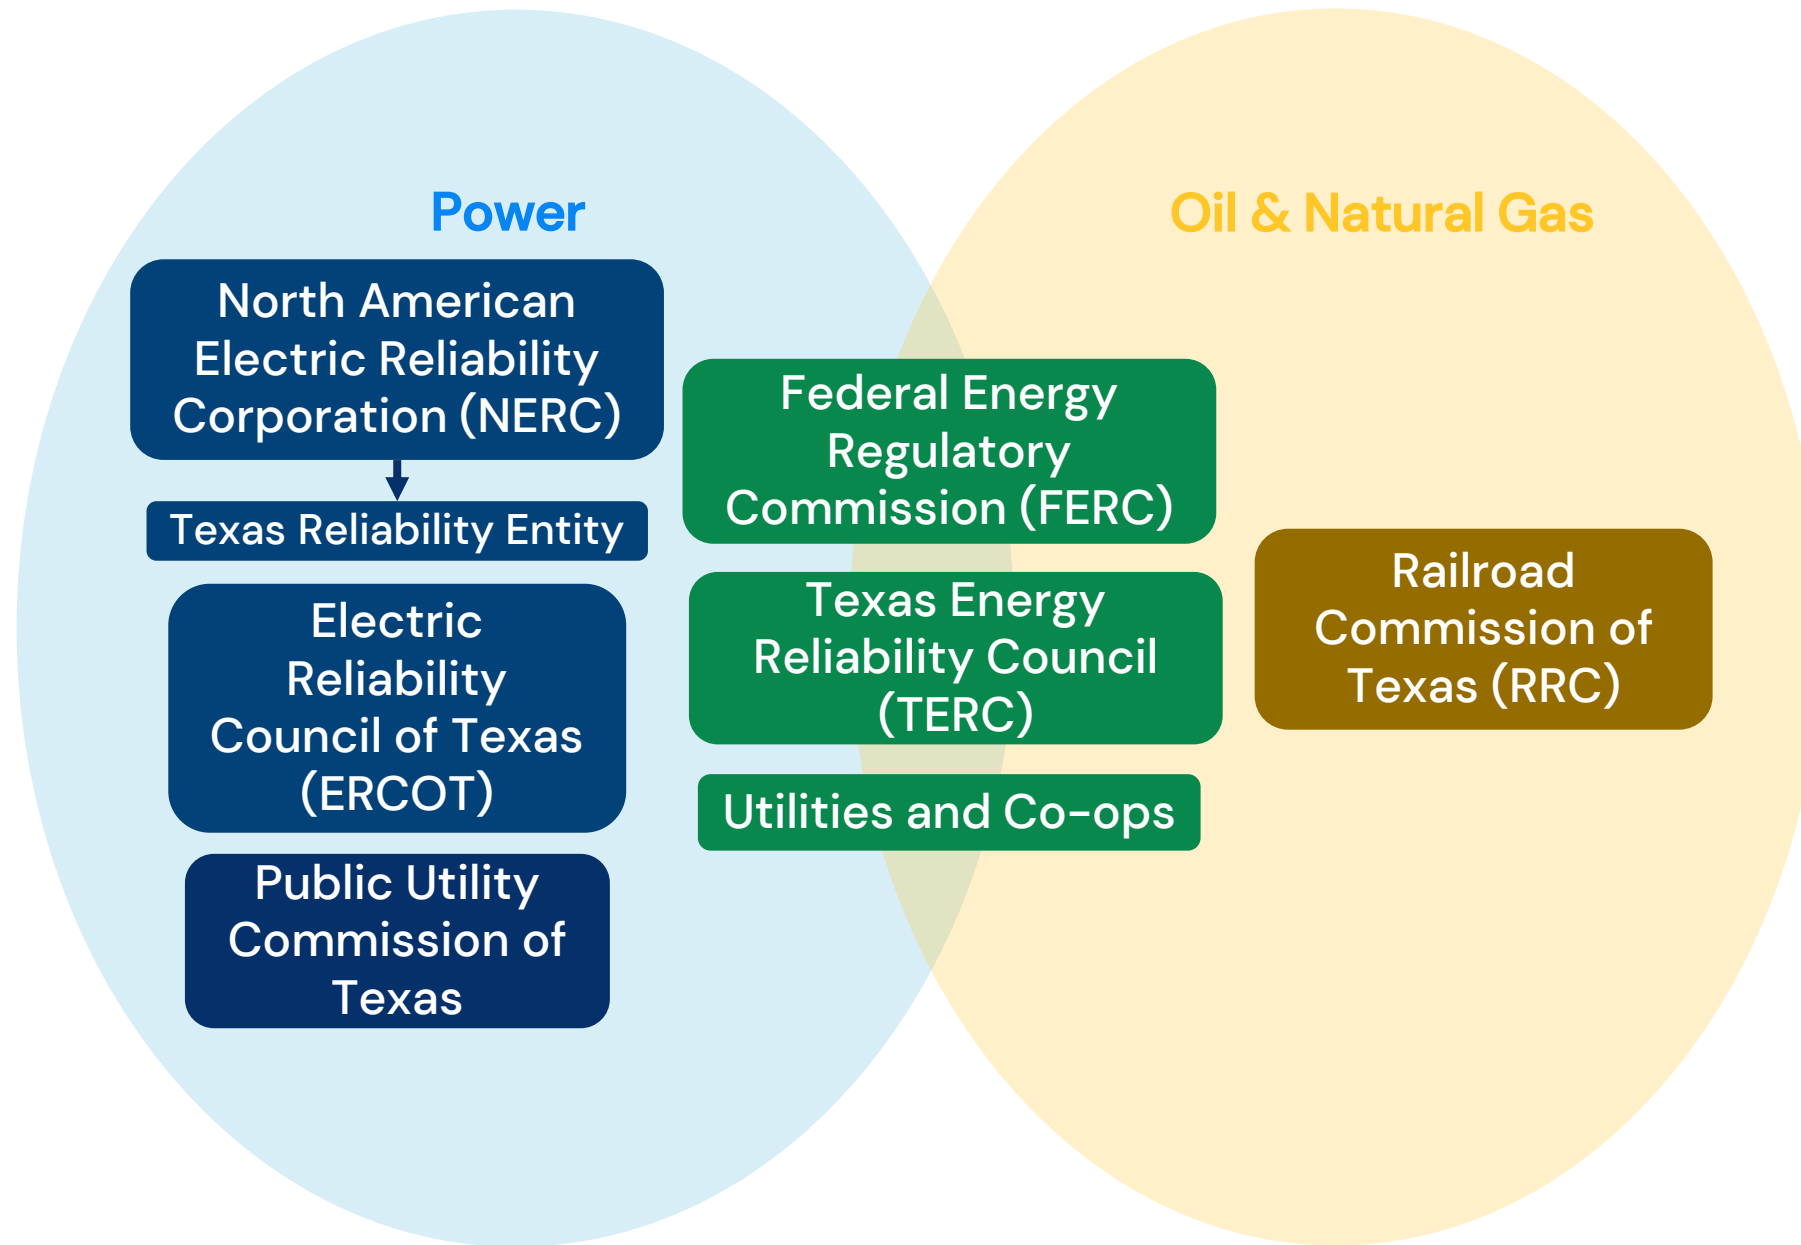 Power
Oil & Natural Gas
North American
Electric Reliability
Corporation (NERC)
Texas Reliability Entity
Electric
Reliability
Council of Texas
(ERCOT)
Public Utility
Commission of
Texas
Federal Energy
Regulatory
Commission (FERC)
Texas Energy
Reliability Council
(TERC)
Utilities and Co-ops
Railroad
Commission of
Texas (RRC)